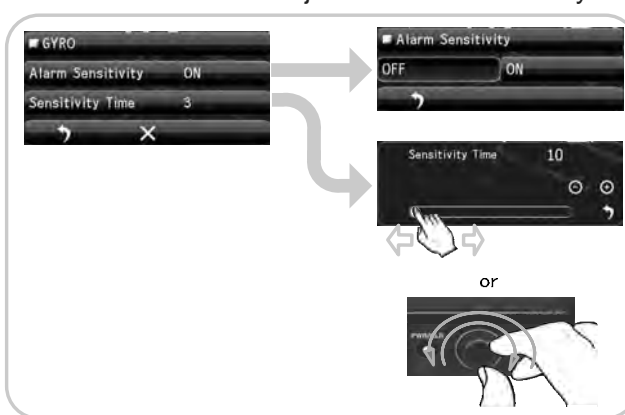 GYRO
Alarm Sensitivity ON
Sensitivity Time 3
Alarm Sensitivity
OFF ON
Sensitivity Time 10
or